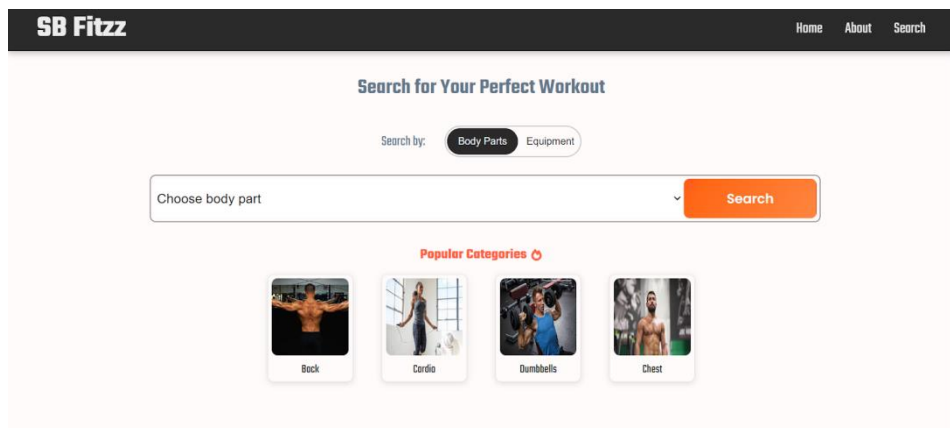 SB Fitzz
Home About Search
Search for Your Perfect Workout
Search by: Body Parts Equipment
Choose body part Search
Popular Categories
Back Cardio Dumbbells Chest